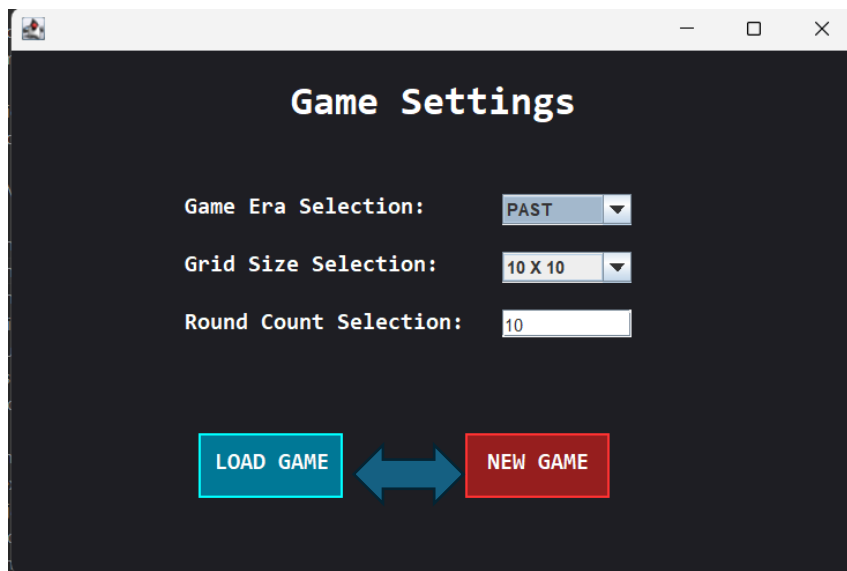 Game Settings
Game Era Selection: PAST
Grid Size Selection: 10 X 10
Round Count Selection: 10
LOAD GAME NEW GAME